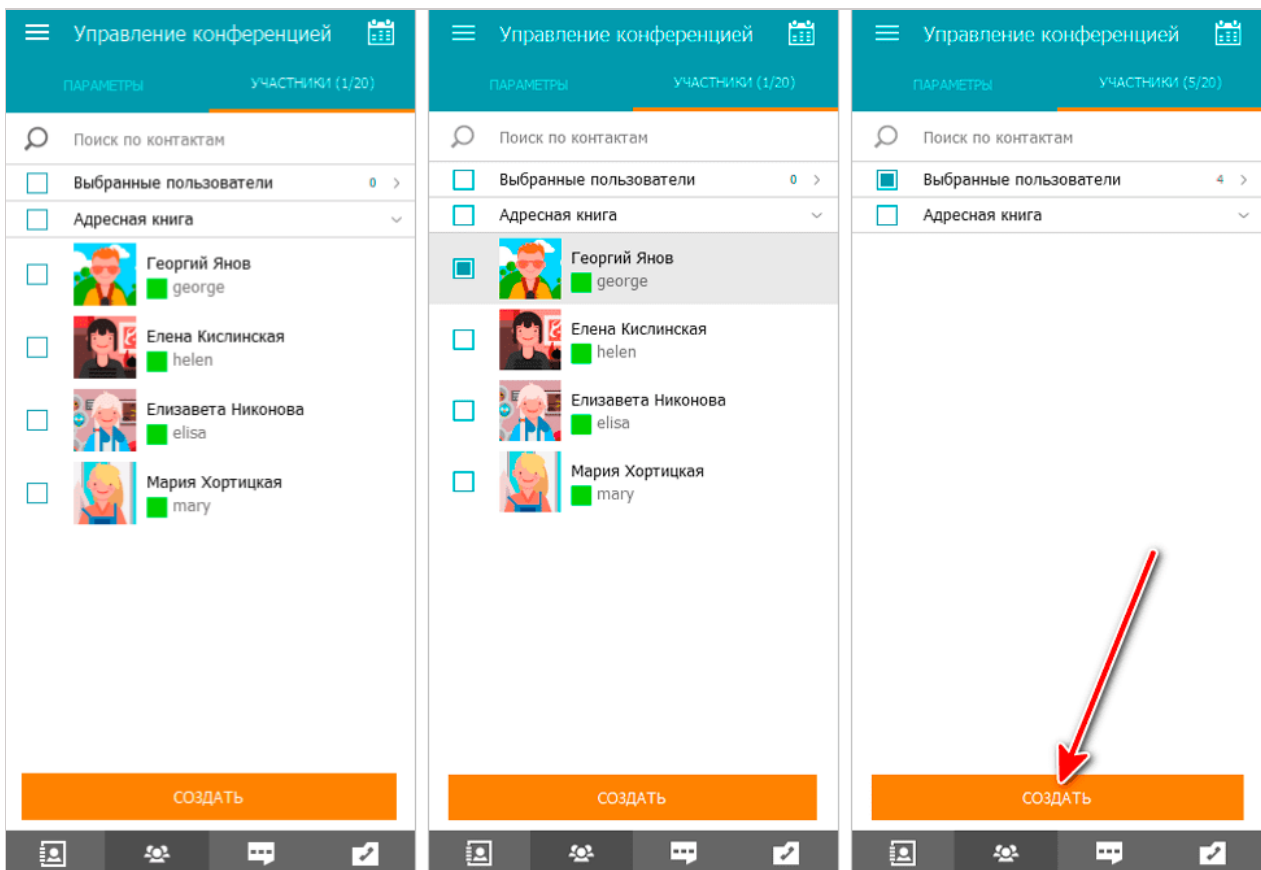 Управление конференцией
ПАРАМЕТРЫ УЧАСТНИКИ (1/20)
Поиск по контактам
Выбранные пользователи 0
Адресная книга
Георгий Янов
george
Елена Кислинская
helen
Елизавета Никонова
elisa
Мария Хортицкая
mary
СОЗДАТЬ
Управление конференцией
ПАРАМЕТРЫ УЧАСТНИКИ (1/20)
Поиск по контактам
Выбранные пользователи 0
Адресная книга
Георгий Янов
george
Елена Кислинская
helen
Елизавета Никонова
elisa
Мария Хортицкая
mary
СОЗДАТЬ
Управление конференцией
ПАРАМЕТРЫ УЧАСТНИКИ (5/20)
Поиск по контактам
Выбранные пользователи 4
Адресная книга
СОЗДАТЬ